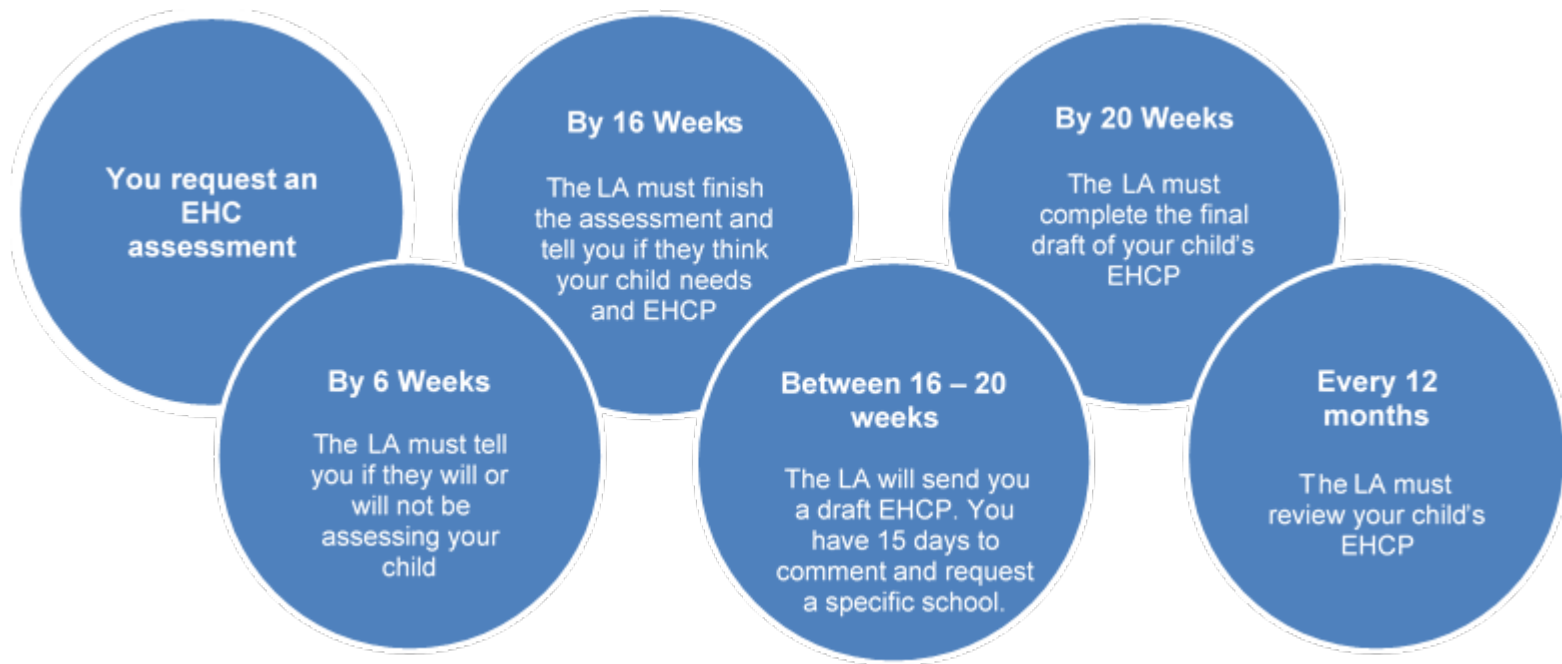 You request an
EHC
assessment
By 6 Weeks
The LA must tell
you if they will or
will not be
assessing your
child
By 16 Weeks
The LA must finish
the assessment and
tell you if they think
your child needs
and EHCP
Between 16 – 20
weeks
The LA will send you
a draft EHCP. You
have 15 days to
comment and request
a specific school.
By 20 Weeks
The LA must
complete the final
draft of your child's
EHCP
Every 12
months
The LA must
review your child's
EHCP